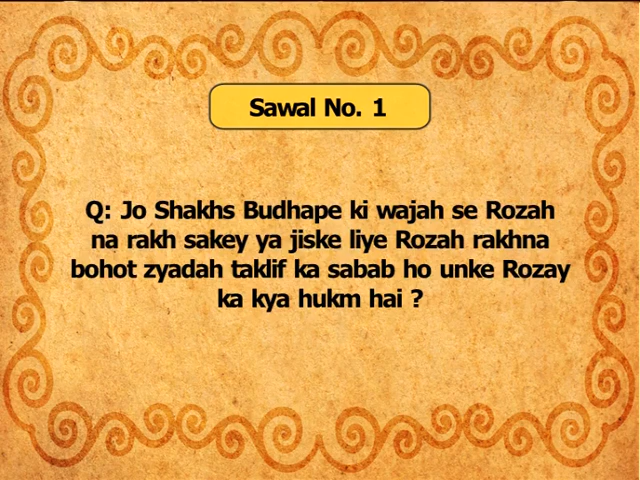 Sawal No. 1
Q: Jo Shakhs Budhape ki wajah se Rozah
na rakh sakey ya jiske liye Rozah rakhna
bohot zyadah taklif ka sabab ho unke Rozay
ka kya hukm hai ?